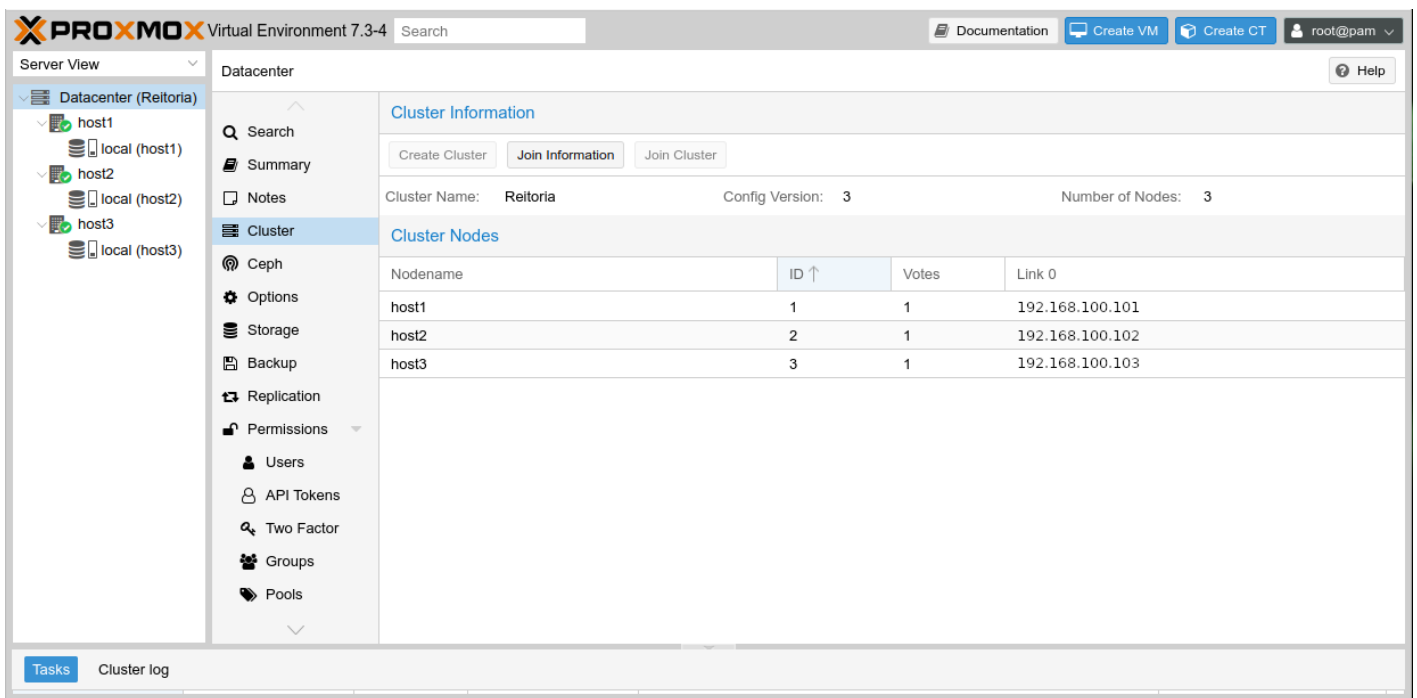 PROXMOX Virtual Environment 7.3-4 Search Documentation Create VM Create CT root@pam
Server View
Datacenter (Reitoria)
host1
local (host1)
host2
local (host2)
host3
local (host3)
Datacenter Help
Search
Summary
Notes
Cluster
Ceph
Options
Storage
Backup
Replication
Permissions
Users
API Tokens
Two Factor
Groups
Pools
Cluster Information
Create Cluster Join Information Join Cluster
Cluster Name: Reitoria Config Version: 3 Number of Nodes: 3
Cluster Nodes
Nodename ID Votes Link 0
host1 1 1 192.168.100.101
host2 2 1 192.168.100.102
host3 3 1 192.168.100.103
Tasks Cluster log